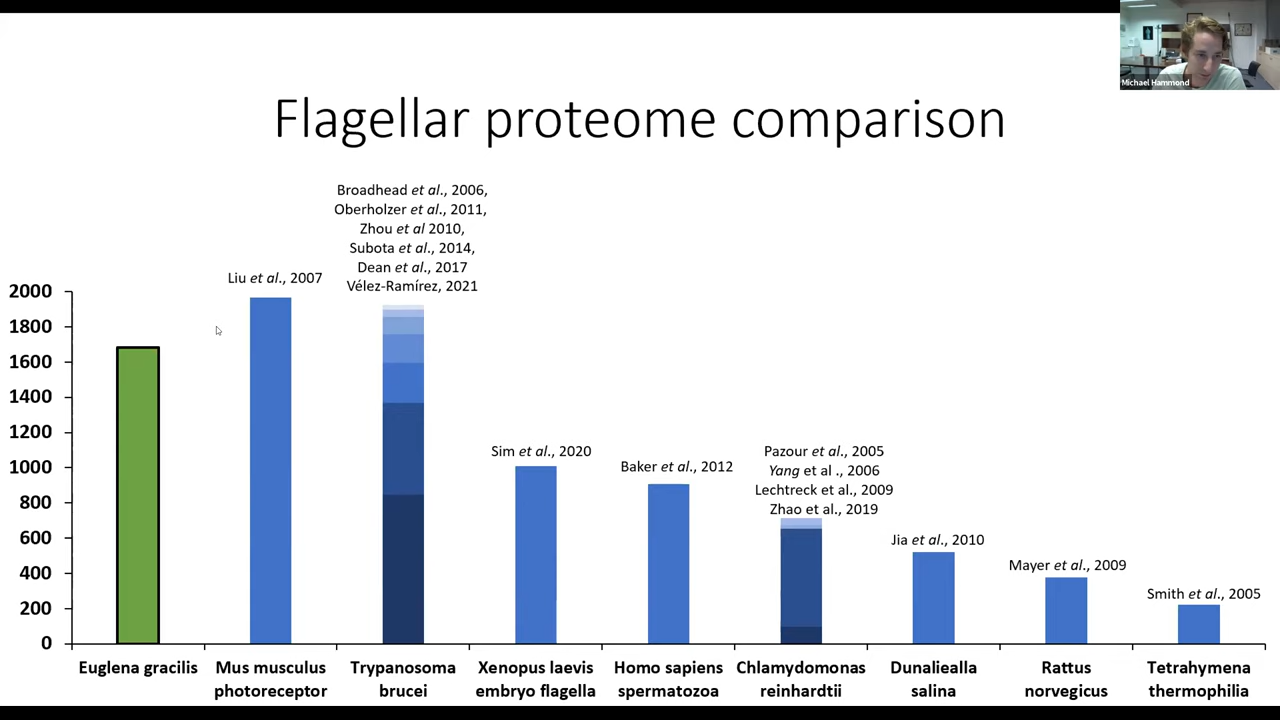 Michael Hammond
Flagellar proteome comparison
Broadhead et al., 2006,
Oberholzer et al., 2011,
Zhou et al 2010,
Subota et al., 2014,
Dean et al., 2017
Vélez-Ramírez, 2021
Liu et al., 2007
Sim et al., 2020
Baker et al., 2012
Pazour et al., 2005
Yang et al ., 2006
Lechtreck et al., 2009
Zhao et al., 2019
Jia et al., 2010
Mayer et al., 2009
Smith et al., 2005
2000
1800
1600
1400
1200
1000
800
600
400
200
0
Euglena gracilis
Mus musculus
photoreceptor
Trypanosoma
brucei
Xenopus laevis
embryo flagella
Homo sapiens
spermatozoa
Chlamydomonas
reinhardtii
Dunaliealla
salina
Rattus
norvegicus
Tetrahymena
thermophilia